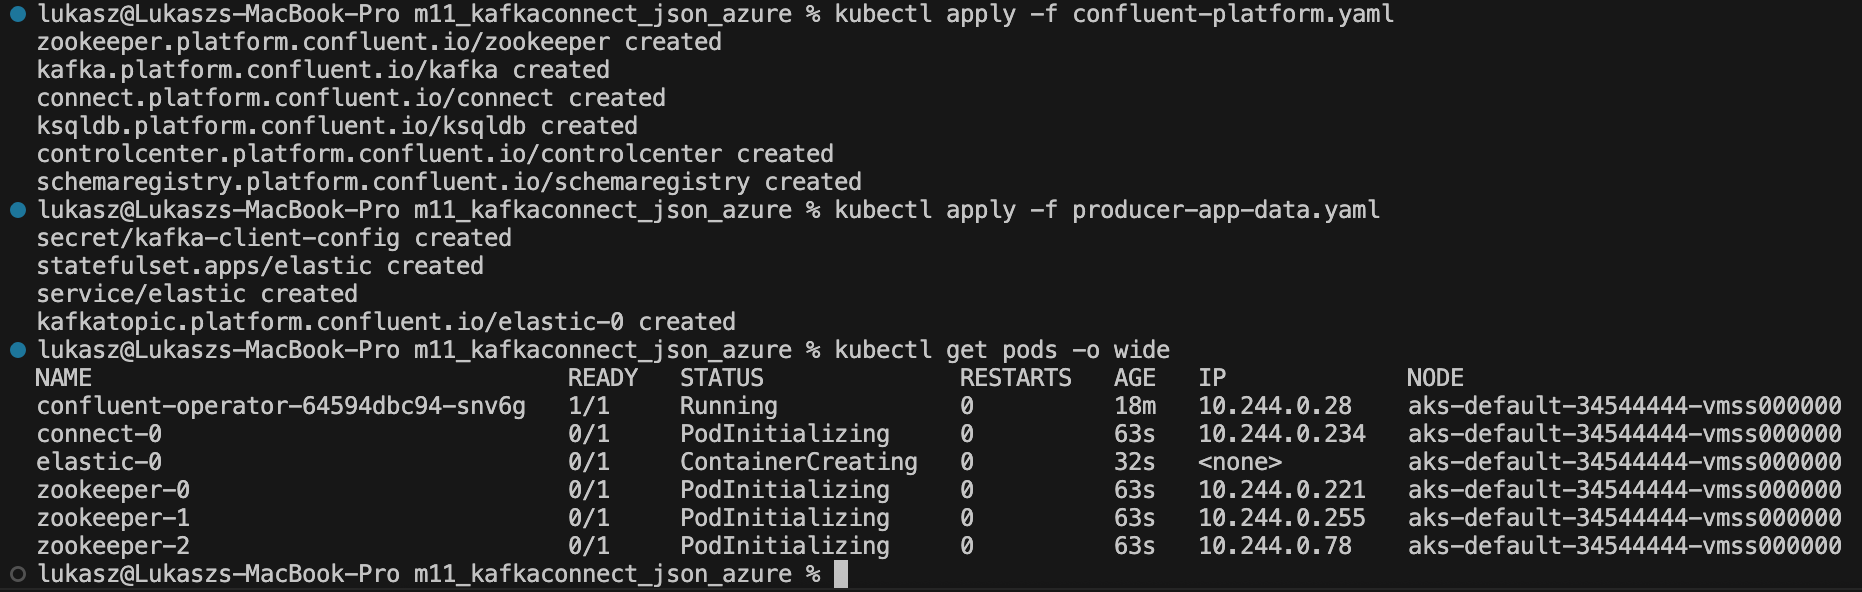 lukasz@Lukaszs-MacBook-Pro m11_kafkaconnect_json_azure % kubectl apply -f confluent-platform.yaml
zookeeper.platform.confluent.io/zookeeper created
kafka.platform.confluent.io/kafka created
connect.platform.confluent.io/connect created
ksqldb.platform.confluent.io/ksqldb created
controlcenter.platform.confluent.io/controlcenter created
schemaregistry.platform.confluent.io/schemaregistry created
lukasz@Lukaszs-MacBook-Pro m11_kafkaconnect_json_azure % kubectl apply -f producer-app-data.yaml
secret/kafka-client-config created
statefulset.apps/elastic created
service/elastic created
kafkatopic.platform.confluent.io/elastic-0 created
lukasz@Lukaszs-MacBook-Pro m11_kafkaconnect_json_azure % kubectl get pods -o wide
NAME READY STATUS RESTARTS AGE IP NODE
confluent-operator-64594dbc94-snv6g 1/1 Running 0 18m 10.244.0.28 aks-default-34544444-vmss000000
connect-0 0/1 PodInitializing 0 63s 10.244.0.234 aks-default-34544444-vmss000000
elastic-0 0/1 ContainerCreating 0 32s <none> aks-default-34544444-vmss000000
zookeeper-0 0/1 PodInitializing 0 63s 10.244.0.221 aks-default-34544444-vmss000000
zookeeper-1 0/1 PodInitializing 0 63s 10.244.0.255 aks-default-34544444-vmss000000
zookeeper-2 0/1 PodInitializing 0 63s 10.244.0.78 aks-default-34544444-vmss000000
lukasz@Lukaszs-MacBook-Pro m11_kafkaconnect_json_azure %